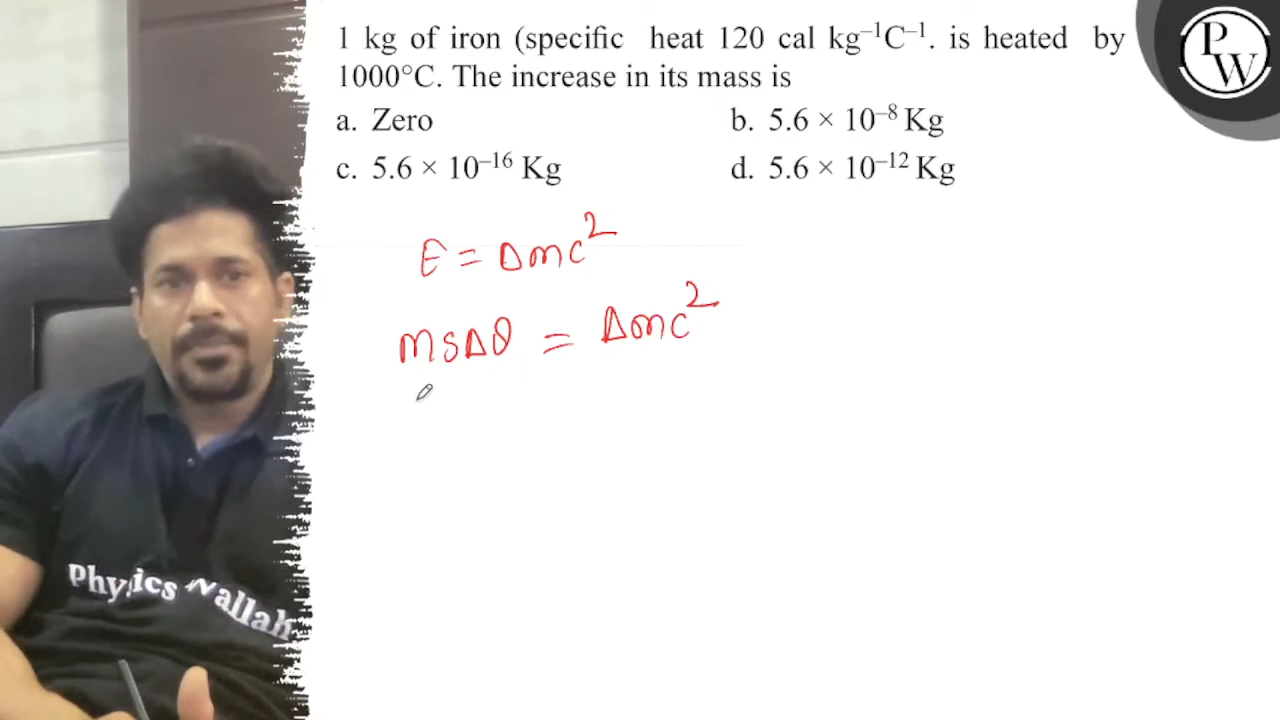 1 kg of iron (specific heat 120 cal kg⁻¹C⁻¹. is heated by
1000°C. The increase in its mass is
a. Zero
b. 5.6 × 10⁻⁸ Kg
c. 5.6 × 10⁻¹⁶ Kg
d. 5.6 × 10⁻¹² Kg
E = Δmc²
msΔθ = Δmc²
PW
Physics Wallah